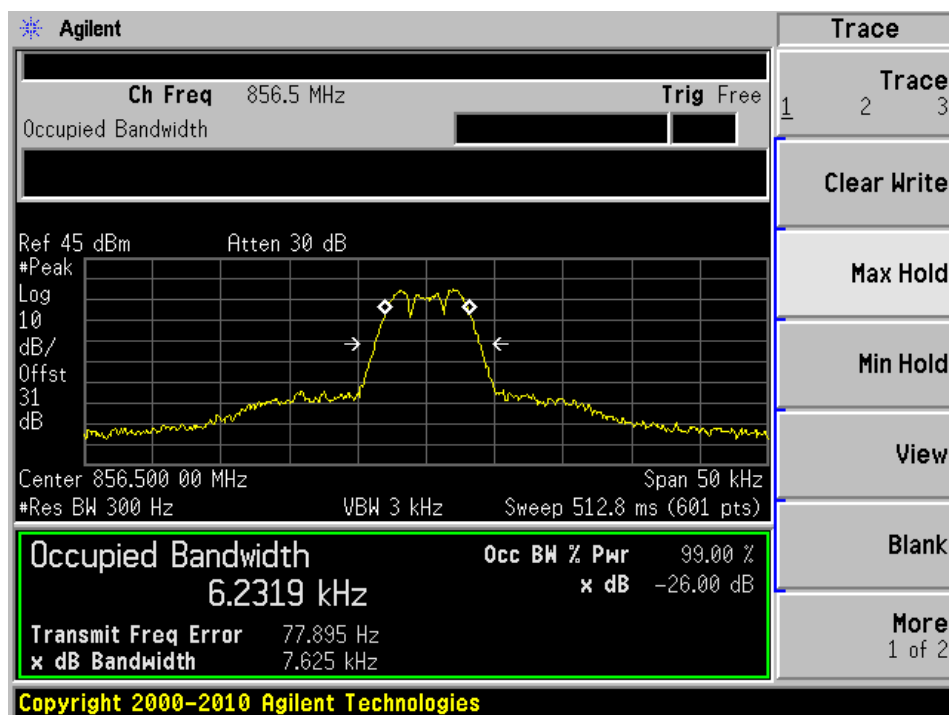 Agilent
Trace
Ch Freq 856.5 MHz Trig Free
Occupied Bandwidth
Ref 45 dBm Atten 30 dB
#Peak
Log
10
dB/
Offst
31
dB
Center 856.500 00 MHz Span 50 kHz
#Res BW 300 Hz VBW 3 kHz Sweep 512.8 ms (601 pts)
Occupied Bandwidth
6.2319 kHz
Occ BW % Pwr 99.00 %
x dB -26.00 dB
Transmit Freq Error 77.895 Hz
x dB Bandwidth 7.625 kHz
Copyright 2000-2010 Agilent Technologies
Trace
1 2 3
Clear Write
Max Hold
Min Hold
View
Blank
More
1 of 2